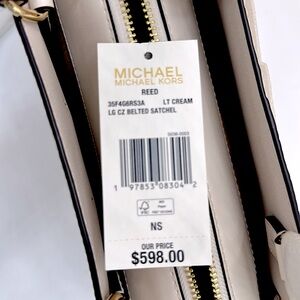 MICHAEL
MICHAEL KORS
REED
35F4G6RS3A LT CREAM
LG CZ BELTED SATCHEL
1 97853 08304 2
FSC
NS
OUR PRICE
$598.00